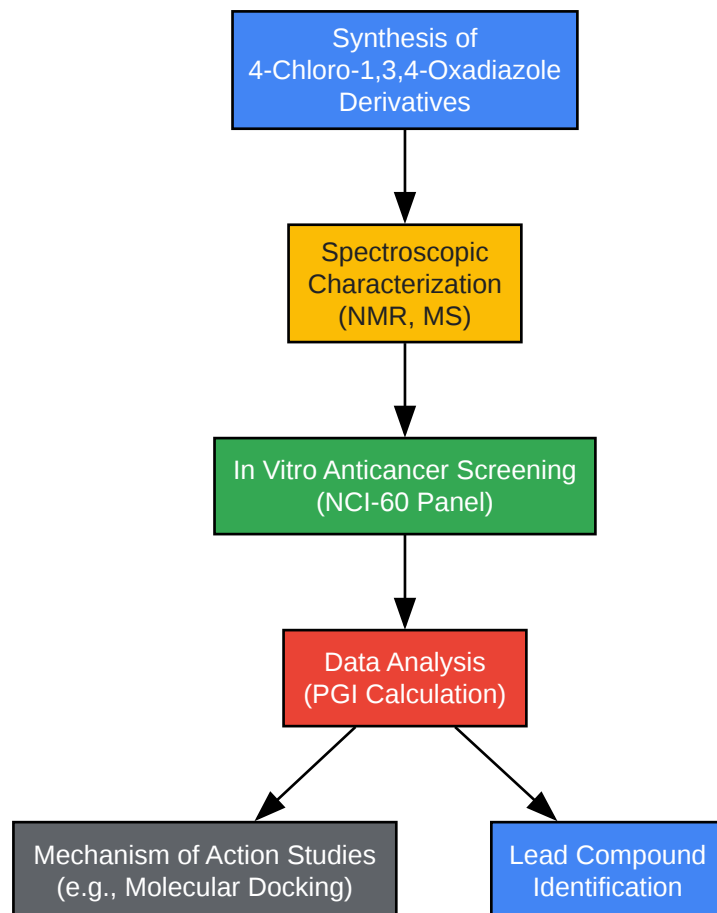 Synthesis of
4-Chloro-1,3,4-Oxadiazole
Derivatives
Spectroscopic
Characterization
(NMR, MS)
In Vitro Anticancer Screening
(NCI-60 Panel)
Data Analysis
(PGI Calculation)
Mechanism of Action Studies
(e.g., Molecular Docking)
Lead Compound
Identification